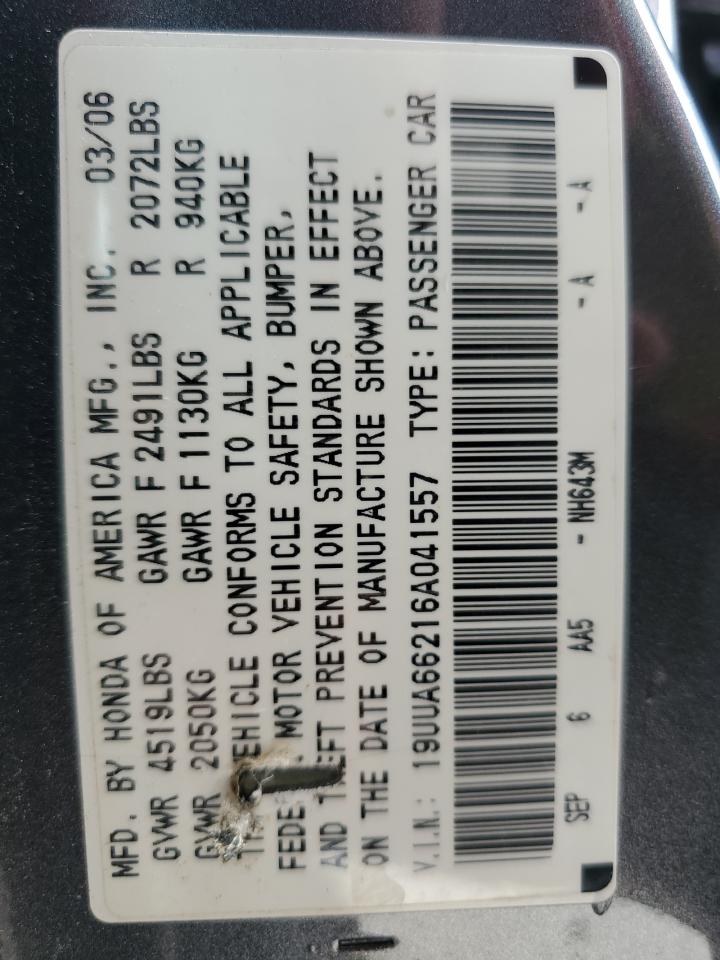 MFD. BY HONDA OF AMERICA MFG., INC. 03/06
GVWR 4519LBS GAWR F 2491LBS R 2072LBS
GVWR 2050KG GAWR F 1130KG R 940KG
VEHICLE CONFORMS TO ALL APPLICABLE
MOTOR VEHICLE SAFETY, BUMPER,
AND PREVENTION STANDARDS IN EFFECT
ON THE DATE OF MANUFACTURE SHOWN ABOVE.
V.I.N.: 19UUA66216A041557 TYPE: PASSENGER CAR
SEP 6 AA5 - NH643M - A - A